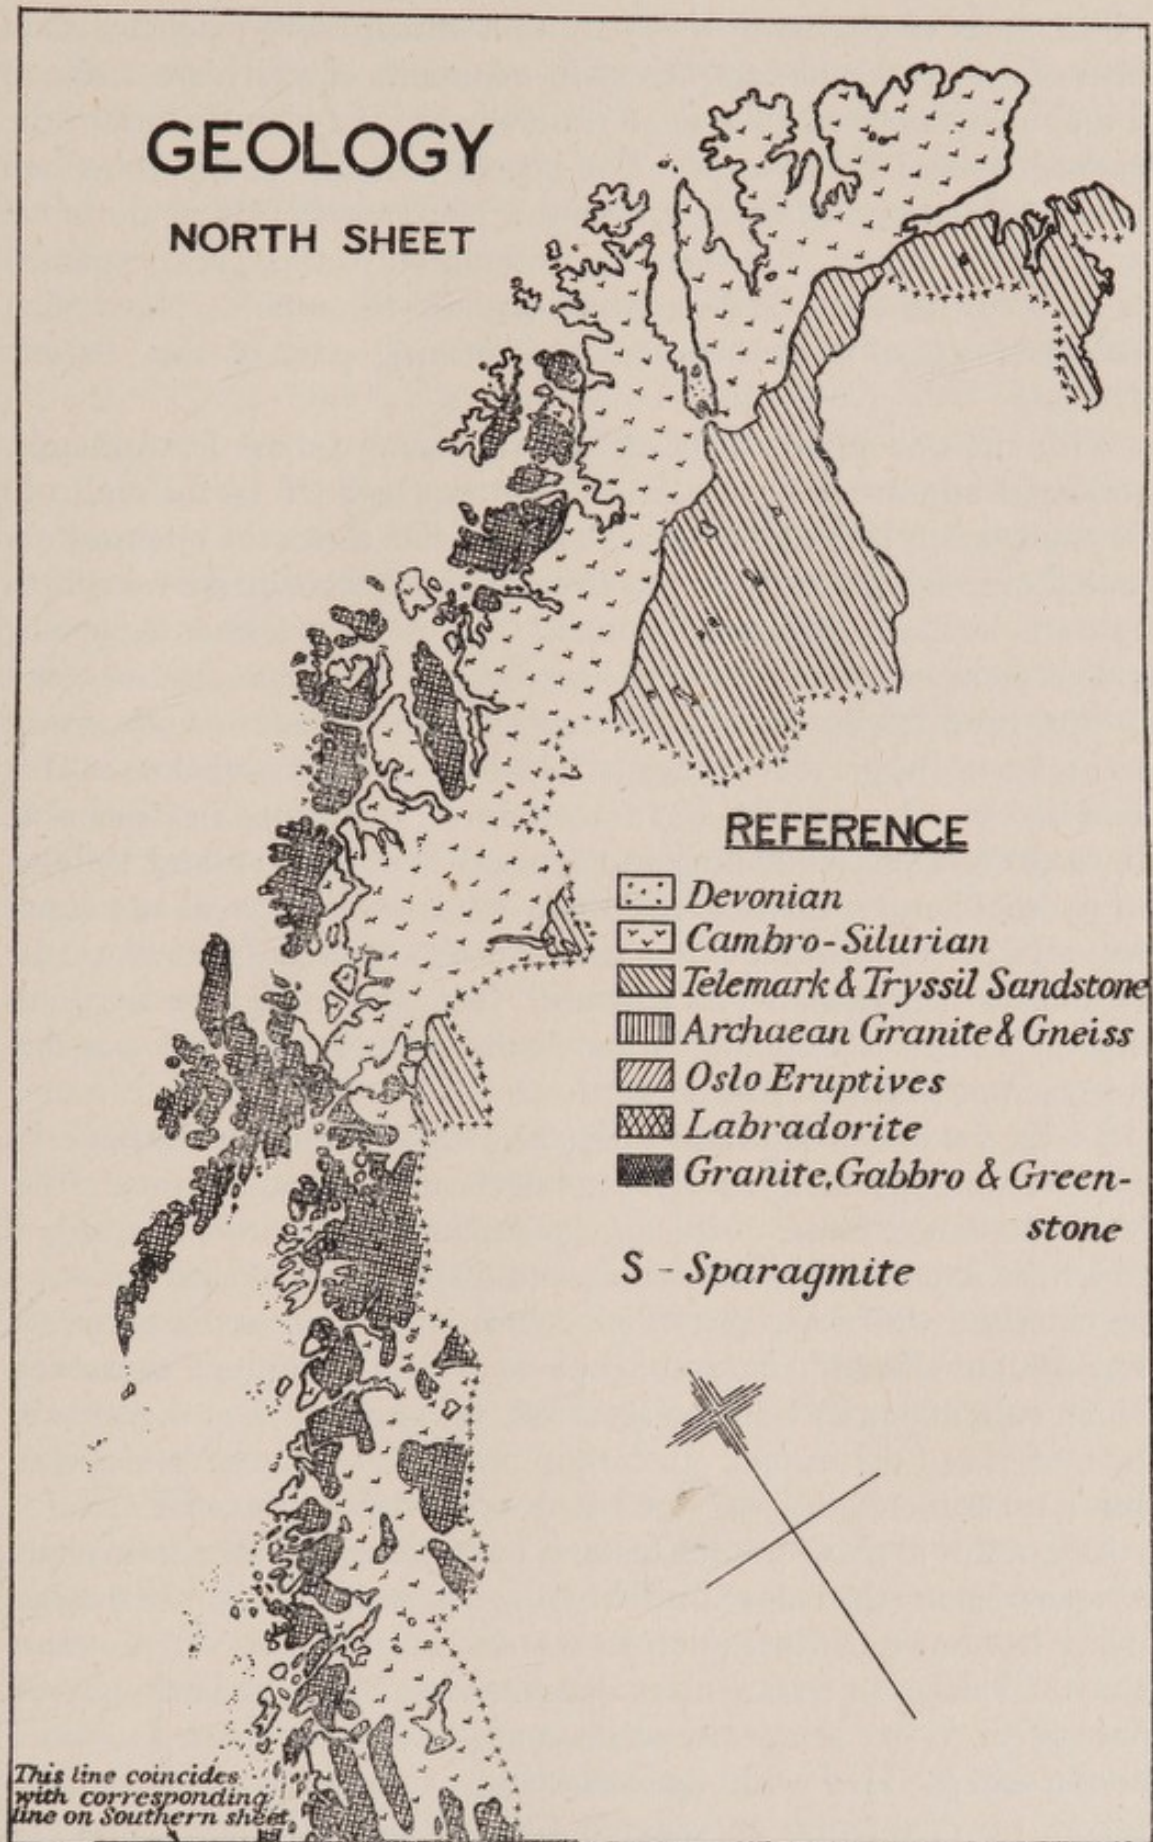 GEOLOGY
NORTH SHEET
REFERENCE
Devonian
Cambro-Silurian
Telemark & Tryssil Sandstone
Archaean Granite & Gneiss
Oslo Eruptives
Labradorite
Granite, Gabbro & Green-
stone
S - Sparagmite
This line coincides
with corresponding
line on Southern sheet